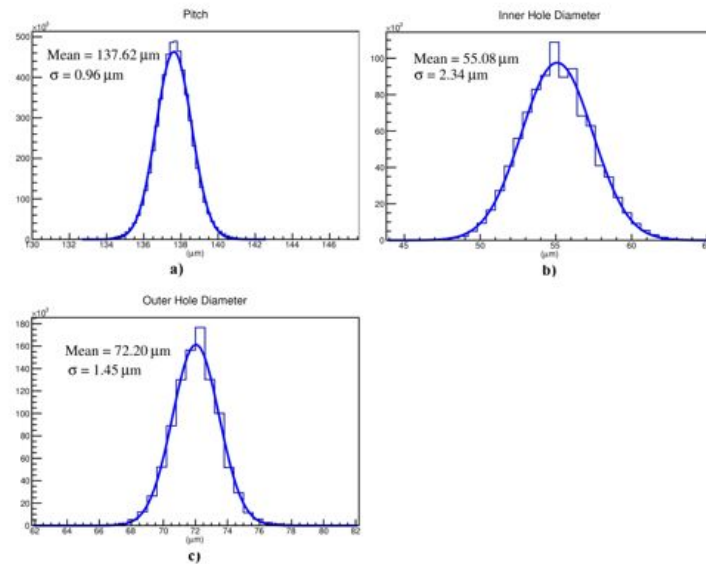 Pitch
×10³
500
400
300
200
100
0
Mean = 137.62 μm
σ = 0.96 μm
130 132 134 136 138 140 142 144 146
(μm)
a)
Inner Hole Diameter
×10³
100
80
60
40
20
0
Mean = 55.08 μm
σ = 2.34 μm
45 50 55 60 65
(μm)
b)
Outer Hole Diameter
×10³
180
160
140
120
100
80
60
40
20
0
Mean = 72.20 μm
σ = 1.45 μm
62 64 66 68 70 72 74 76 78 80 82
(μm)
c)